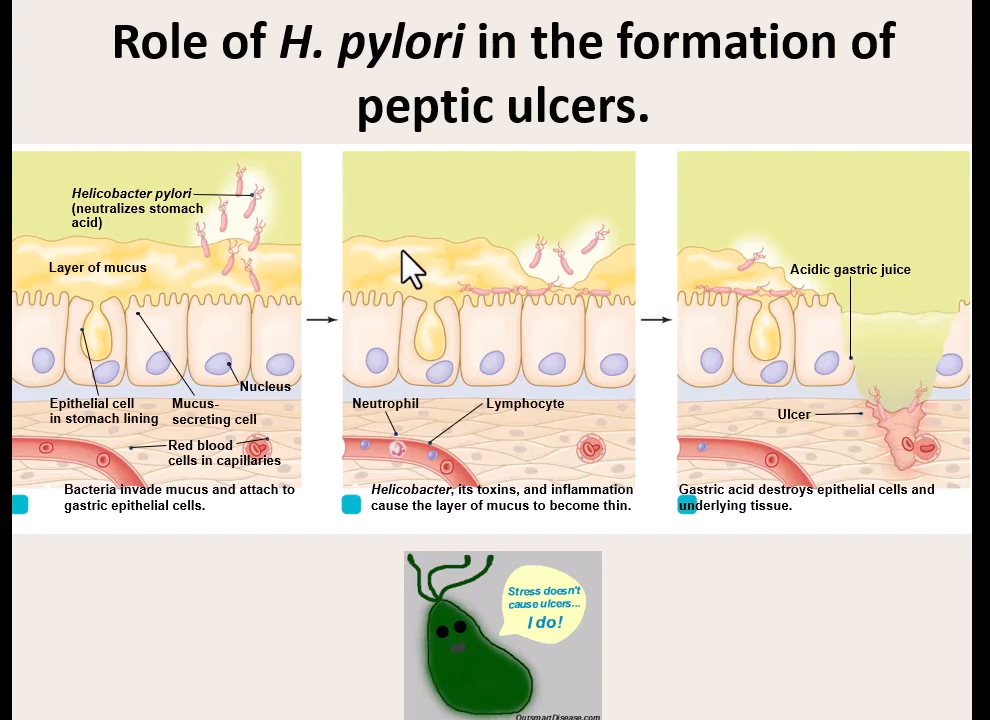 Role of H. pylori in the formation of
peptic ulcers.
Helicobacter pylori
(neutralizes stomach
acid)
Layer of mucus
Nucleus
Epithelial cell
in stomach lining
Mucus-
secreting cell
Red blood
cells in capillaries
Bacteria invade mucus and attach to
gastric epithelial cells.
Neutrophil
Lymphocyte
Helicobacter, its toxins, and inflammation
cause the layer of mucus to become thin.
Acidic gastric juice
Ulcer
Gastric acid destroys epithelial cells and
underlying tissue.
Stress doesn't
cause ulcers...
I do!
OutsmartDisease.com